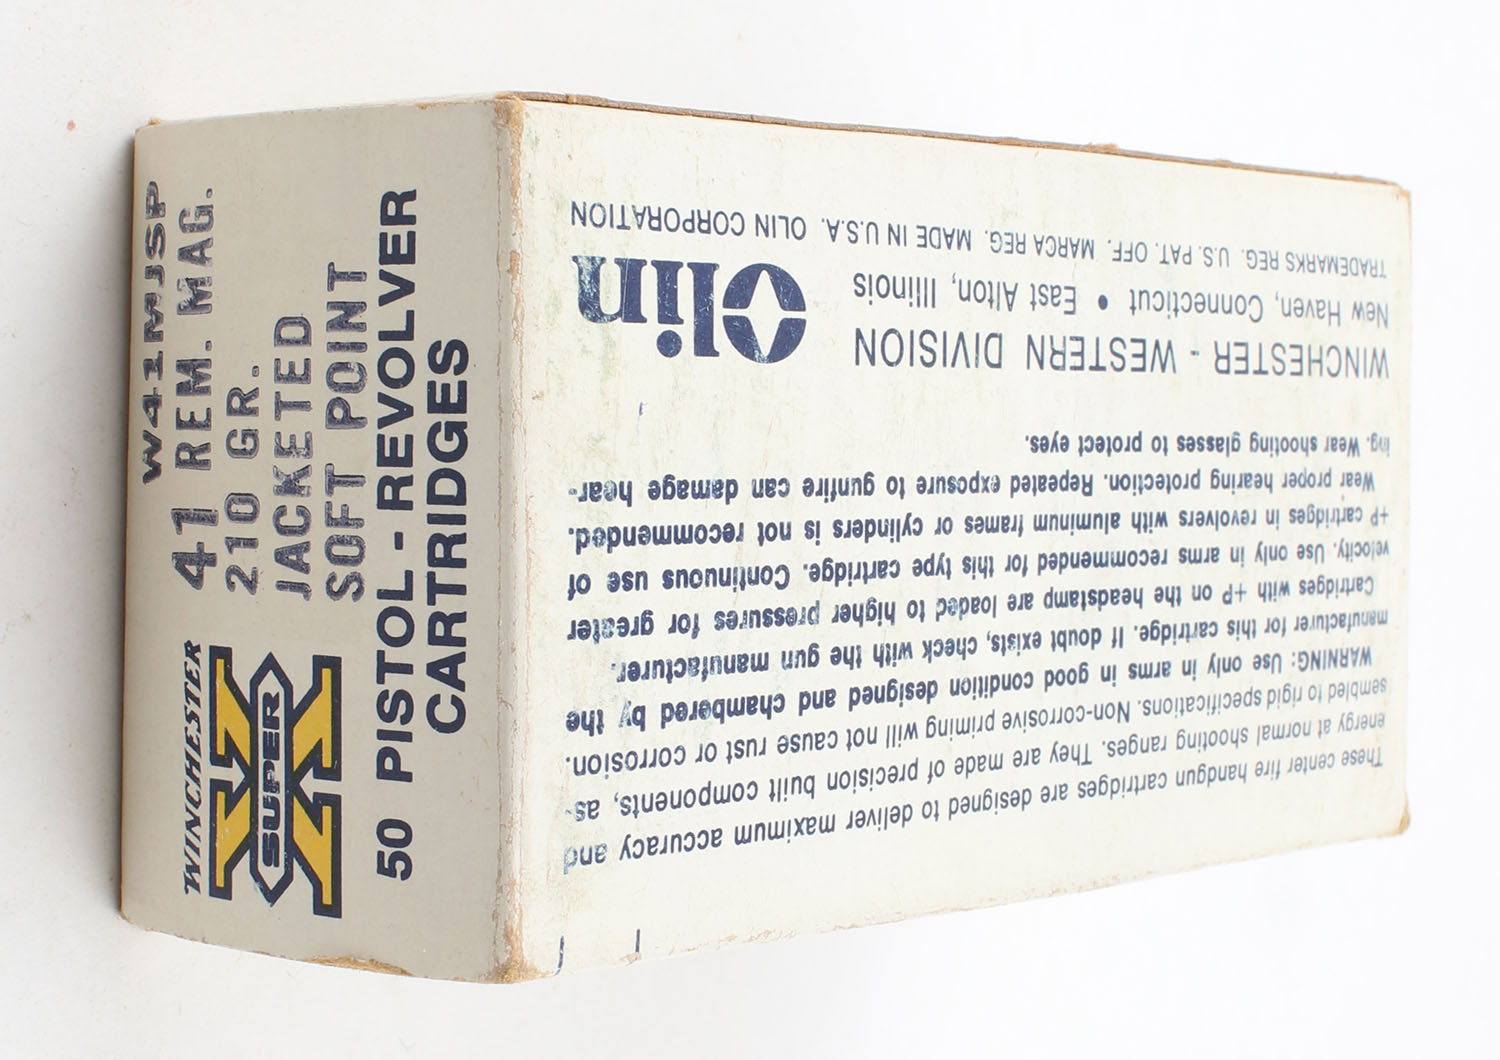 W41MJSP
41 REM. MAG.
210 GR.
JACKETED
SOFT POINT
WINCHESTER
SUPER
X
50 PISTOL - REVOLVER
CARTRIDGES
These center fire handgun cartridges are designed to deliver maximum accuracy and
energy at normal shooting ranges. They are made of precision built components, as-
sembled to rigid specifications. Non-corrosive priming will not cause rust or corrosion.
WARNING: Use only in arms in good condition designed and chambered by the
manufacturer for this cartridge. If doubt exists, check with the gun manufacturer.
Cartridges with +P on the headstamp are loaded to higher pressures for greater
velocity. Use only in arms recommended for this type cartridge. Continuous use of
+P cartridges in revolvers with aluminum frames or cylinders is not recommended.
Wear proper hearing protection. Repeated exposure to gunfire can damage hear-
ing. Wear shooting glasses to protect eyes.
WINCHESTER - WESTERN DIVISION
New Haven, Connecticut • East Alton, Illinois
Olin
TRADEMARKS REG. U.S. PAT. OFF. MARCA REG. MADE IN U.S.A. OLIN CORPORATION